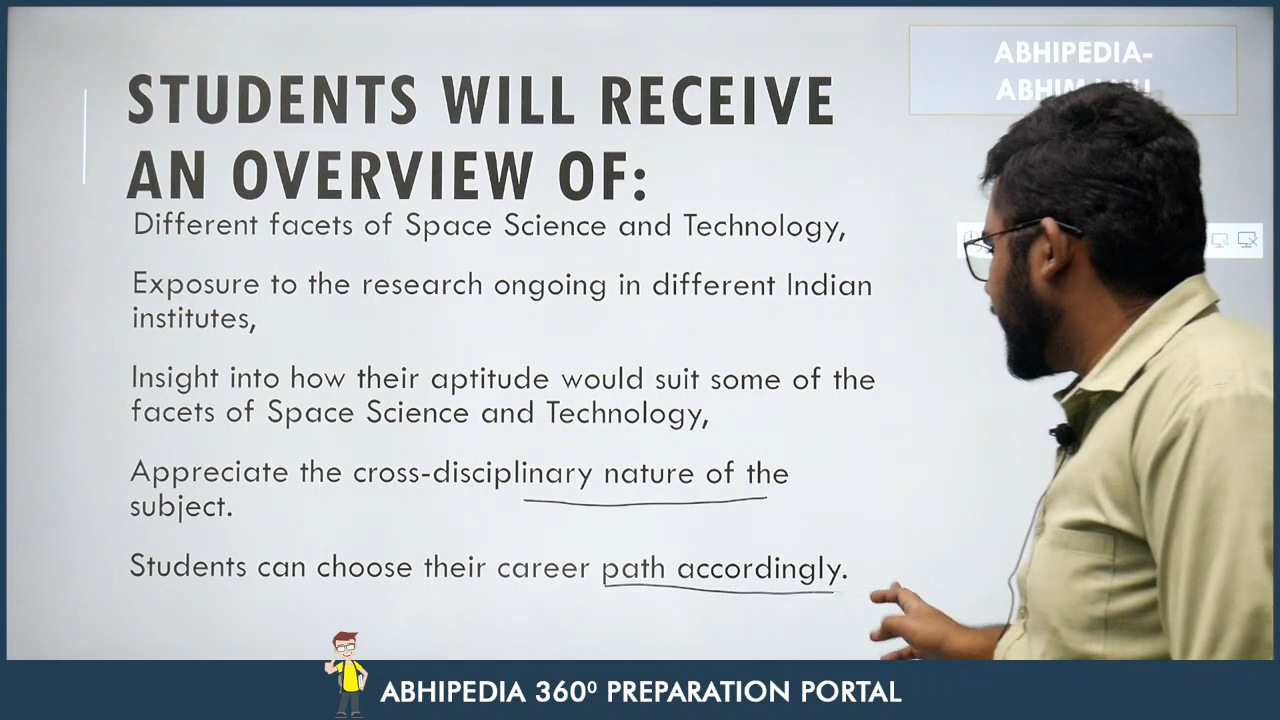 ABHIPEDIA-
STUDENTS WILL RECEIVE
AN OVERVIEW OF:
Different facets of Space Science and Technology,
Exposure to the research ongoing in different Indian
institutes,
Insight into how their aptitude would suit some of the
facets of Space Science and Technology,
Appreciate the cross-disciplinary nature of the
subject.
Students can choose their career path accordingly.
ABHIPEDIA 360⁰ PREPARATION PORTAL